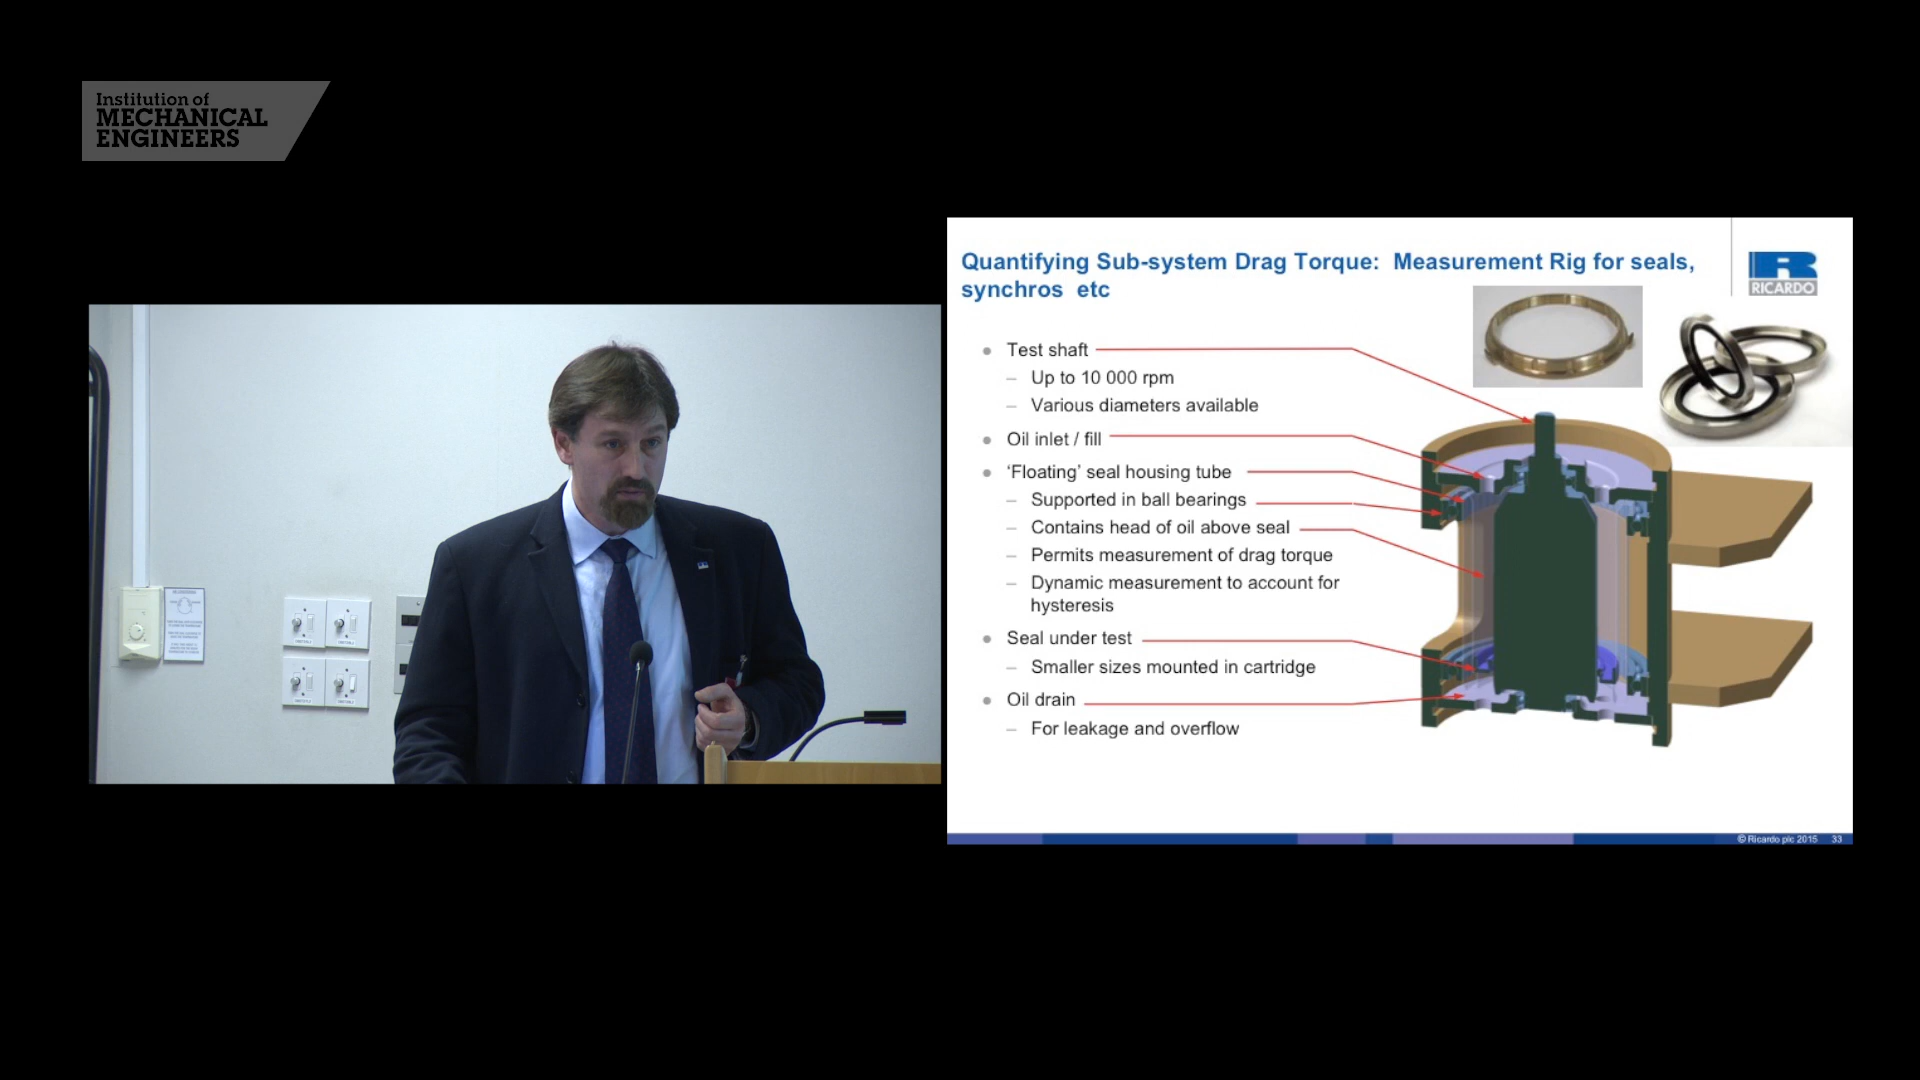 Institution of
MECHANICAL
ENGINEERS
Quantifying Sub-system Drag Torque: Measurement Rig for seals,
synchros etc
RICARDO
Test shaft
– Up to 10 000 rpm
– Various diameters available
Oil inlet / fill
‘Floating’ seal housing tube
– Supported in ball bearings
– Contains head of oil above seal
– Permits measurement of drag torque
– Dynamic measurement to account for
hysteresis
Seal under test
– Smaller sizes mounted in cartridge
Oil drain
– For leakage and overflow
© Ricardo plc 2015 33